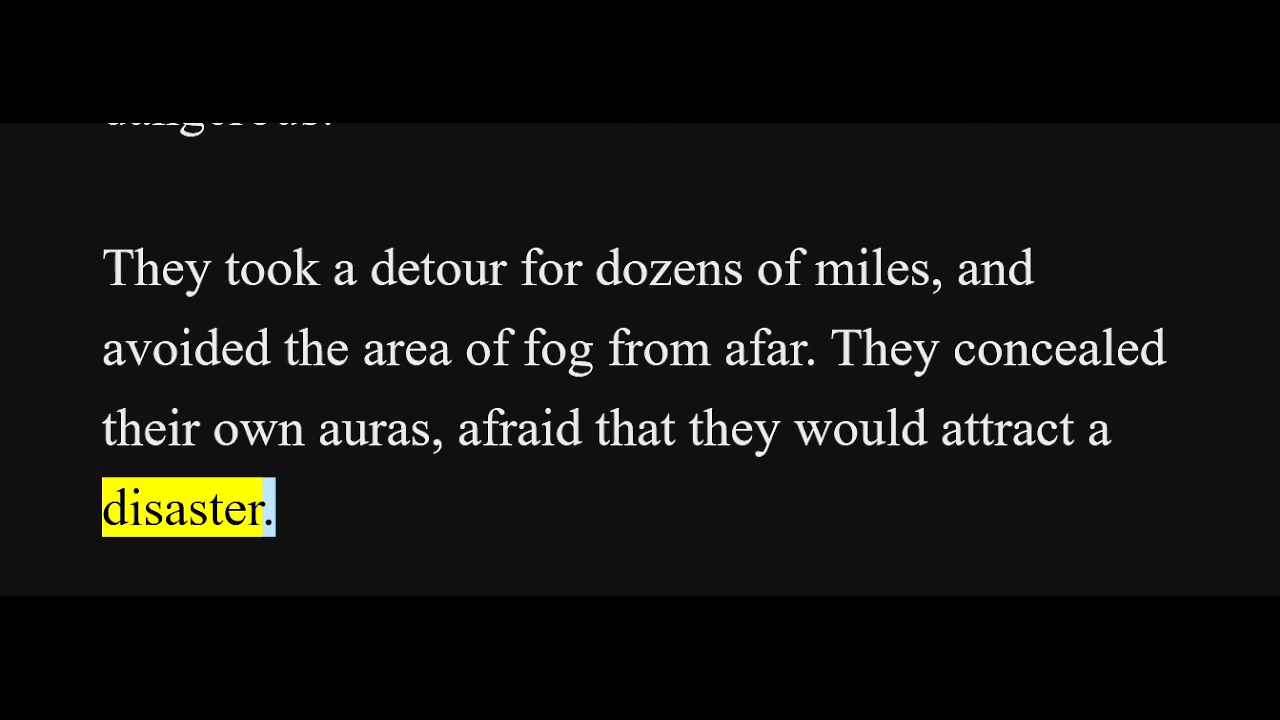 dangerous.
They took a detour for dozens of miles, and
avoided the area of fog from afar. They concealed
their own auras, afraid that they would attract a
disaster.